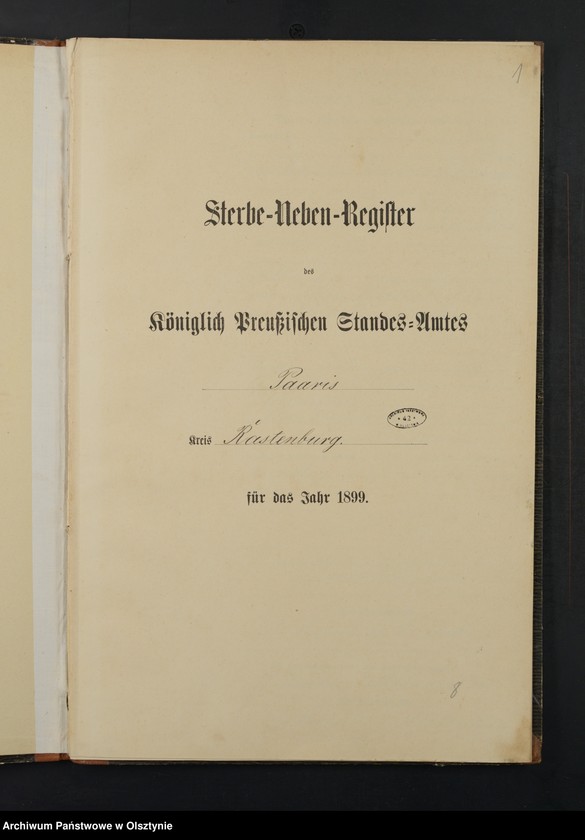 1
Sterbe-Neben-Register
des
Königlich Preußischen Standes-Amtes
Paaris
Kreis Rastenburg.
42
für das Jahr 1899.
8
Archiwum Państwowe w Olsztynie